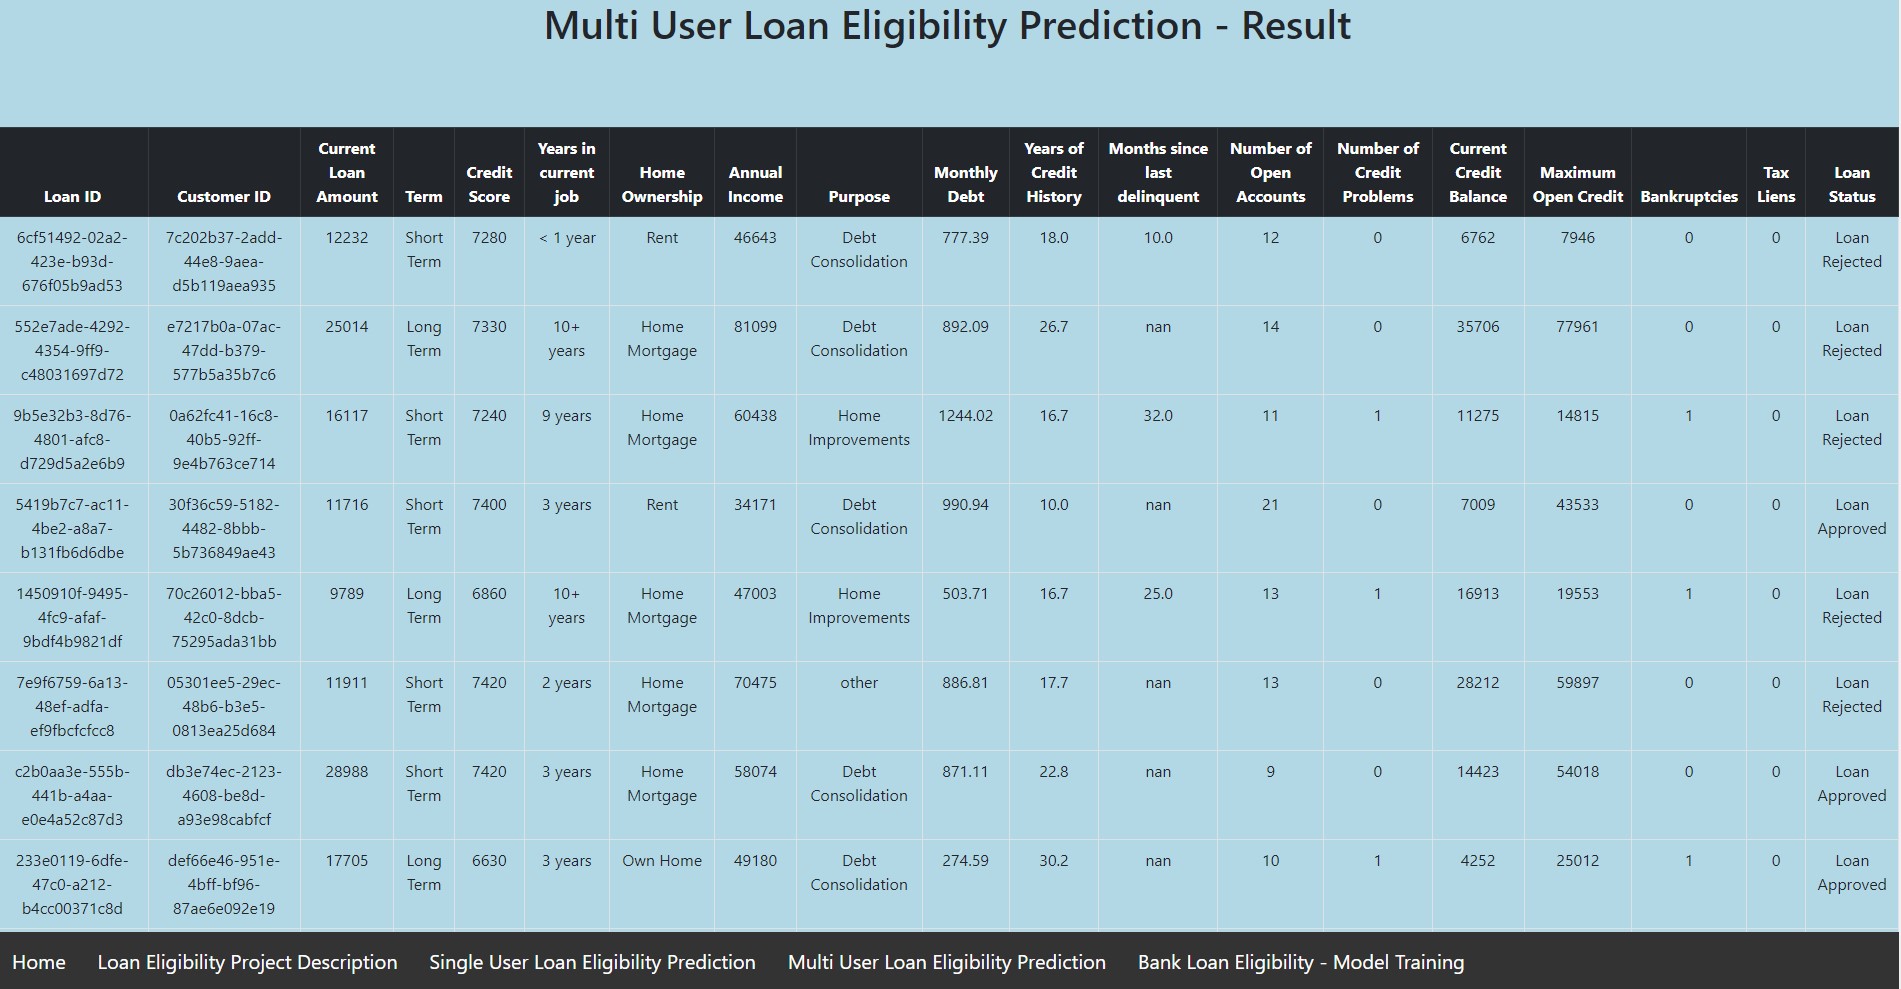 Multi User Loan Eligibility Prediction - Result
Loan ID Customer ID Current Loan Amount Term Credit Score Years in current job Home Ownership Annual Income Purpose Monthly Debt Years of Credit History Months since last delinquent Number of Open Accounts Number of Credit Problems Current Credit Balance Maximum Open Credit Bankruptcies Tax Liens Loan Status
6cf51492-02a2-423e-b93d-676f05b9ad53 7c202b37-2add-44e8-9aea-d5b119aea935 12232 Short Term 7280 < 1 year Rent 46643 Debt Consolidation 777.39 18.0 10.0 12 0 6762 7946 0 0 Loan Rejected
552e7ade-4292-4354-9ff9-c48031697d72 e7217b0a-07ac-47dd-b379-577b5a35b7c6 25014 Long Term 7330 10+ years Home Mortgage 81099 Debt Consolidation 892.09 26.7 nan 14 0 35706 77961 0 0 Loan Rejected
9b5e32b3-8d76-4801-afc8-d729d5a2e6b9 0a62fc41-16c8-40b5-92ff-9e4b763ce714 16117 Short Term 7240 9 years Home Mortgage 60438 Home Improvements 1244.02 16.7 32.0 11 1 11275 14815 1 0 Loan Rejected
5419b7c7-ac11-4be2-a8a7-b131fb6d6dbe 30f36c59-5182-4482-8bbb-5b736849ae43 11716 Short Term 7400 3 years Rent 34171 Debt Consolidation 990.94 10.0 nan 21 0 7009 43533 0 0 Loan Approved
1450910f-9495-4fc9-afaf-9bdf4b9821df 70c26012-bba5-42c0-8dcb-75295ada31bb 9789 Long Term 6860 10+ years Home Mortgage 47003 Home Improvements 503.71 16.7 25.0 13 1 16913 19553 1 0 Loan Rejected
7e9f6759-6a13-48ef-adfa-ef9fbcfcfcc8 05301ee5-29ec-48b6-b3e5-0813ea25d684 11911 Short Term 7420 2 years Home Mortgage 70475 other 886.81 17.7 nan 13 0 28212 59897 0 0 Loan Rejected
c2b0aa3e-555b-441b-a4aa-e0e4a52c87d3 db3e74ec-2123-4608-be8d-a93e98cabfcf 28988 Short Term 7420 3 years Home Mortgage 58074 Debt Consolidation 871.11 22.8 nan 9 0 14423 54018 0 0 Loan Approved
233e0119-6dfe-47c0-a212-b4cc00371c8d def66e46-951e-4bff-bf96-87ae6e092e19 17705 Long Term 6630 3 years Own Home 49180 Debt Consolidation 274.59 30.2 nan 10 1 4252 25012 1 0 Loan Approved
Home Loan Eligibility Project Description Single User Loan Eligibility Prediction Multi User Loan Eligibility Prediction Bank Loan Eligibility - Model Training